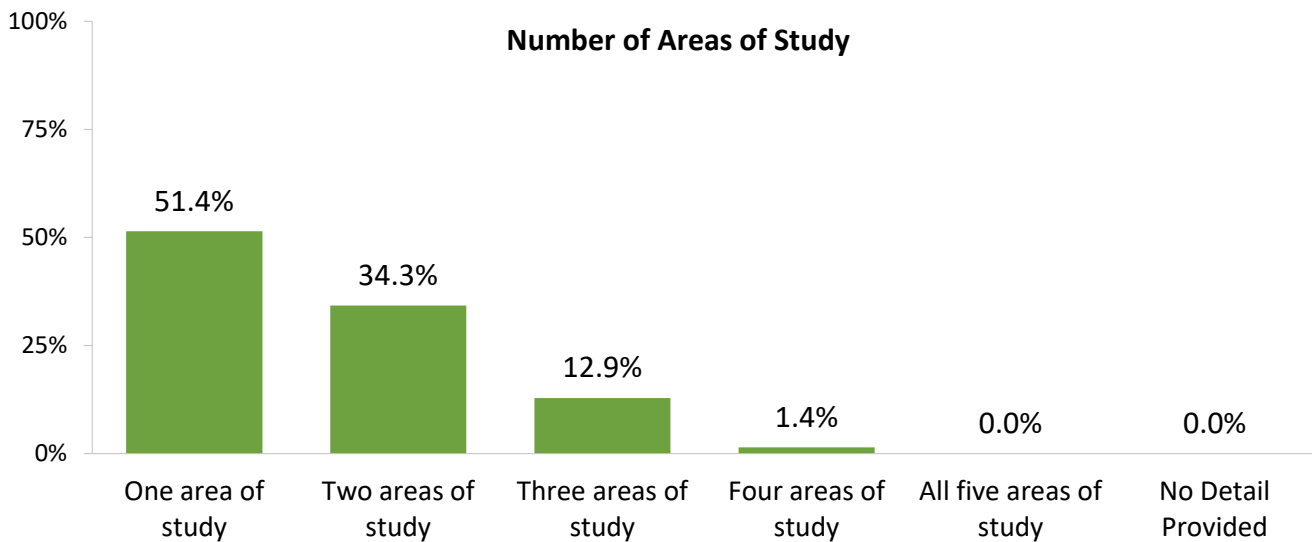 Number of Areas of Study
100%
75%
50%
25%
0%
51.4%
34.3%
12.9%
1.4%
0.0%
0.0%
One area of
study
Two areas of
study
Three areas of
study
Four areas of
study
All five areas of
study
No Detail
Provided